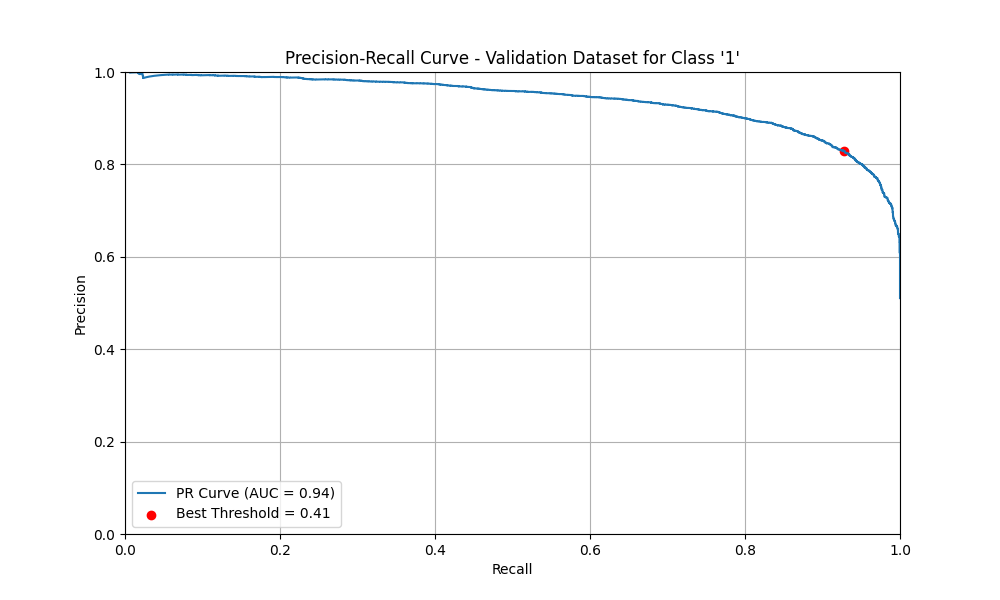 Precision-Recall Curve - Validation Dataset for Class '1'
1.0
0.8
0.6
0.4
0.2
0.0
Precision
PR Curve (AUC = 0.94)
Best Threshold = 0.41
0.0 0.2 0.4 0.6 0.8 1.0
Recall